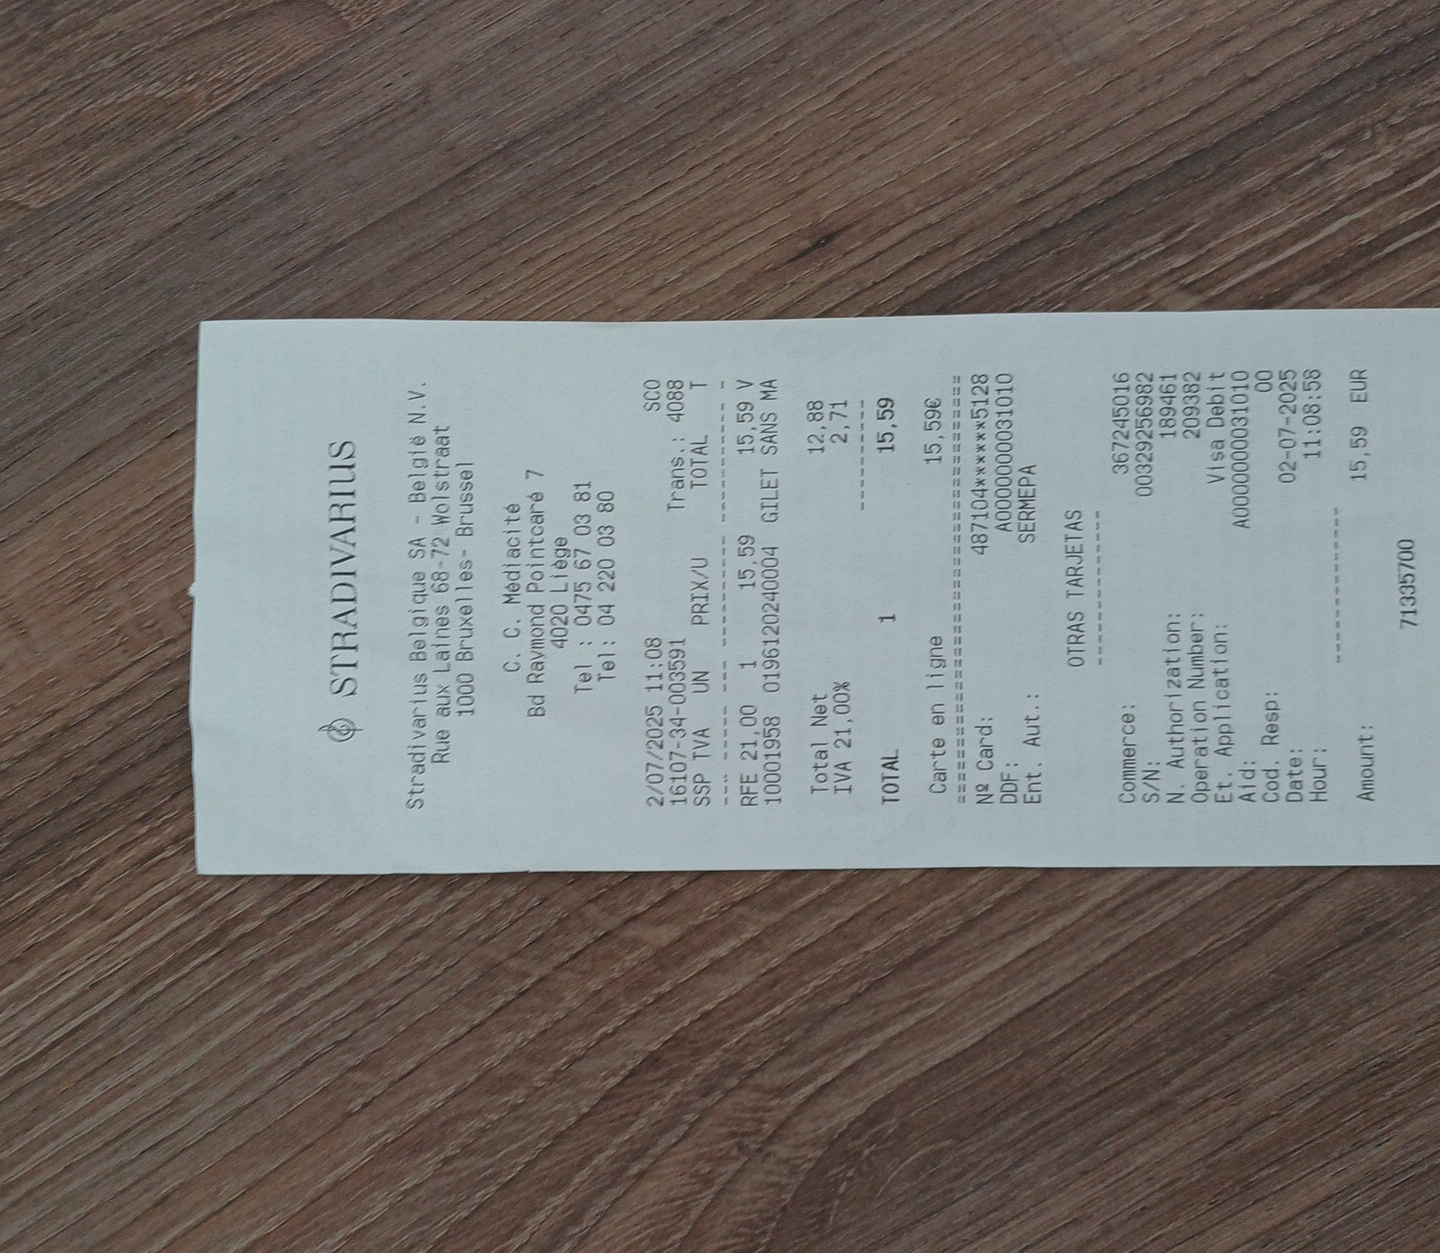 STRADIVARIUS
Stradivarius Belgique SA - België N.V.
Rue aux Laines 68-72 Wolstraat
1000 Bruxelles- Brussel
C. C. Médiacité
Bd Raymond Pointcaré 7
4020 Liège
Tel : 0475 67 03 81
Tel: 04 220 03 80
2/07/2025 11:08 SCO
16107-34-003591 Trans.: 4088
SSP TVA UN PRIX/U TOTAL T
--- ----- --- --------- ---------- -
RFE 21,00 1 15,59 15,59 V
10001958 01961202400004 GILET SANS MA
Total Net 12,88
IVA 21,00% 2,71
---------
TOTAL 1 15,59
Carte en ligne 15,59€
======================================
Nº Card: 487104******5128
DDF: A0000000031010
Ent. Aut.: SERMEPA
OTRAS TARJETAS
--------------
Commerce: 367245016
S/N: 00329256982
N. Authorization: 189461
Operation Number: 209382
Et. Application: Visa Debit
Aid: A0000000031010
Cod. Resp: 00
Date: 02-07-2025
Hour: 11:08:58
--------------
Amount: 15,59 EUR
71335700